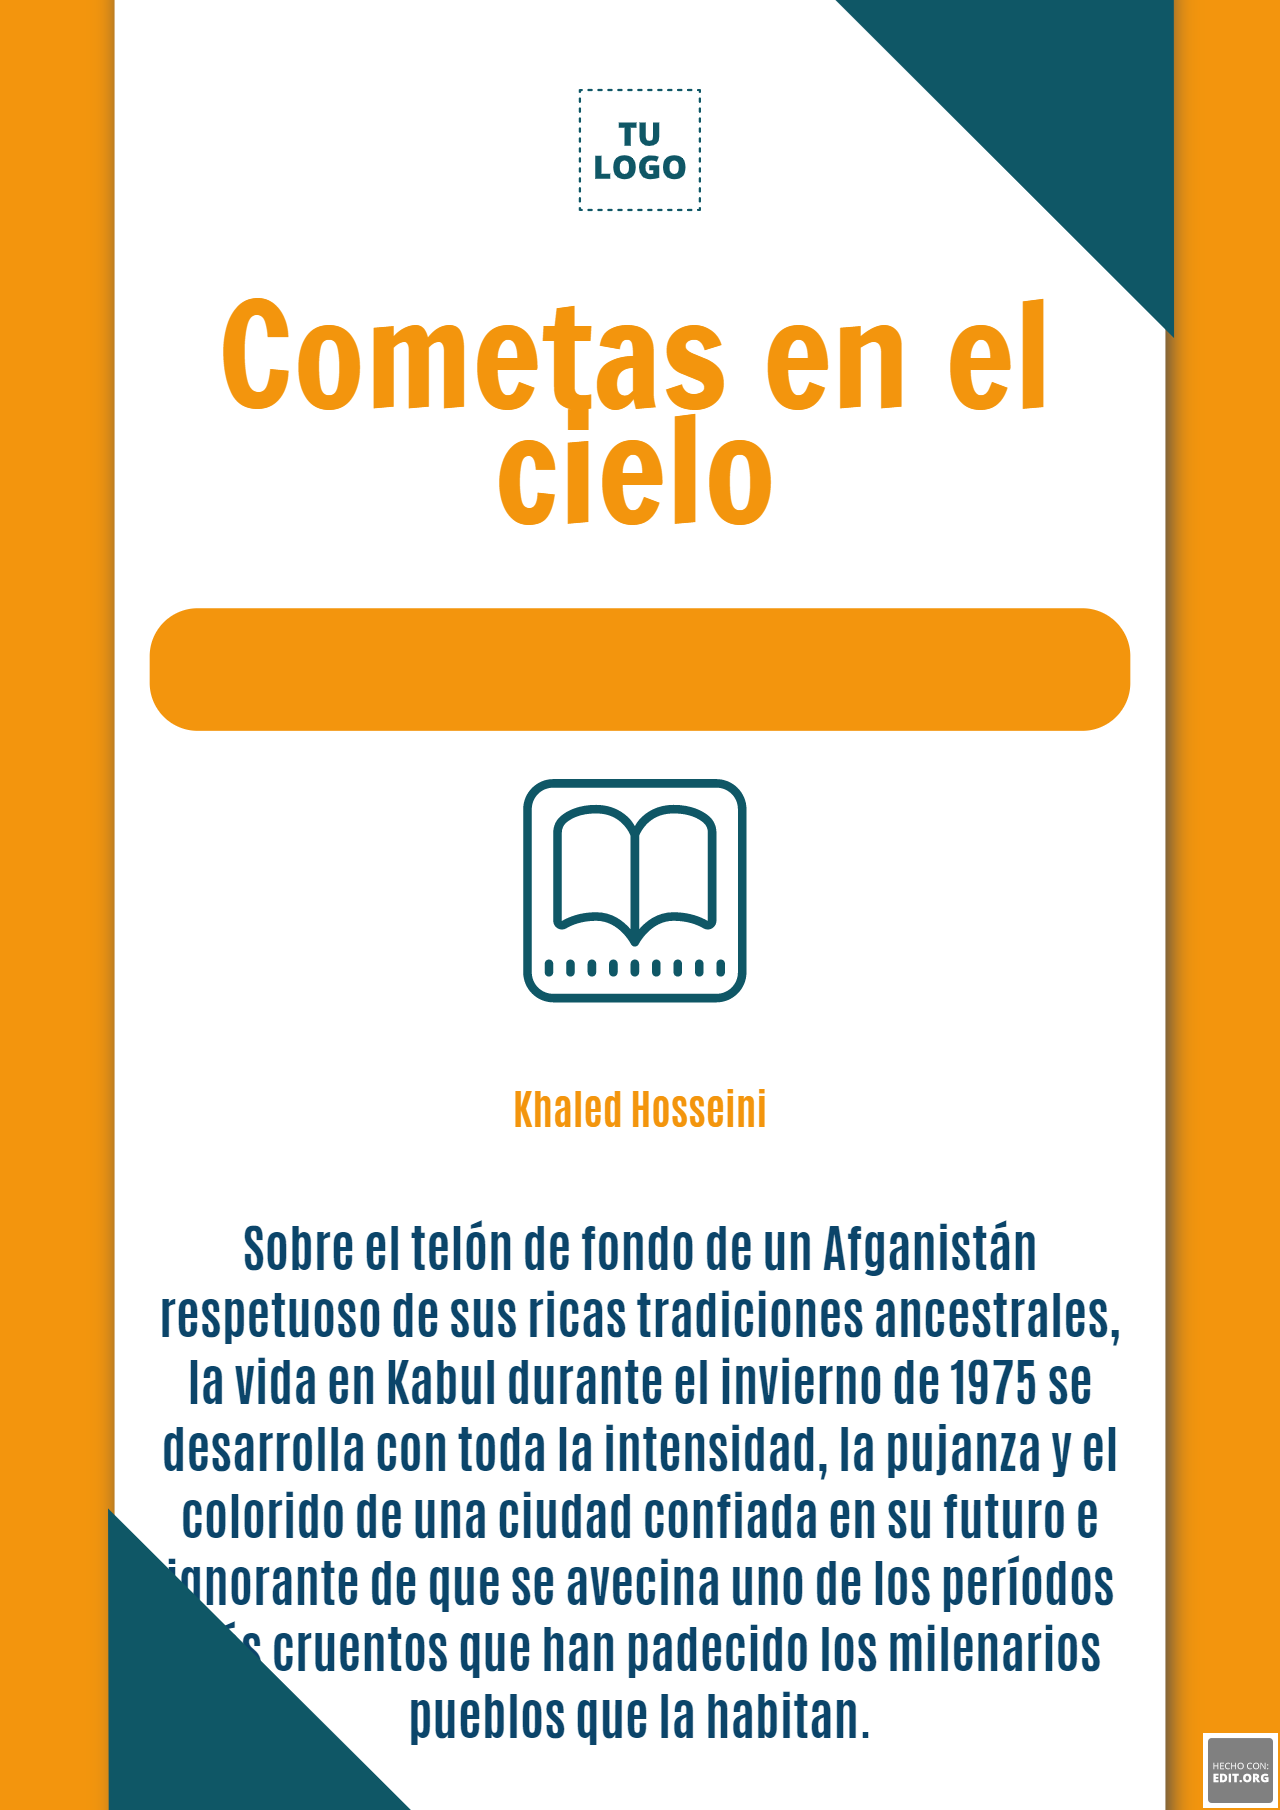 TU
LOGO
Cometas en el
cielo
Khaled Hosseini
Sobre el telón de fondo de un Afganistán
respetuoso de sus ricas tradiciones ancestrales,
la vida en Kabul durante el invierno de 1975 se
desarrolla con toda la intensidad, la pujanza y el
colorido de una ciudad confiada en su futuro e
ignorante de que se avecina uno de los períodos
cruentos que han padecido los milenarios
pueblos que la habitan.
HECHO CON:
EDIT.ORG